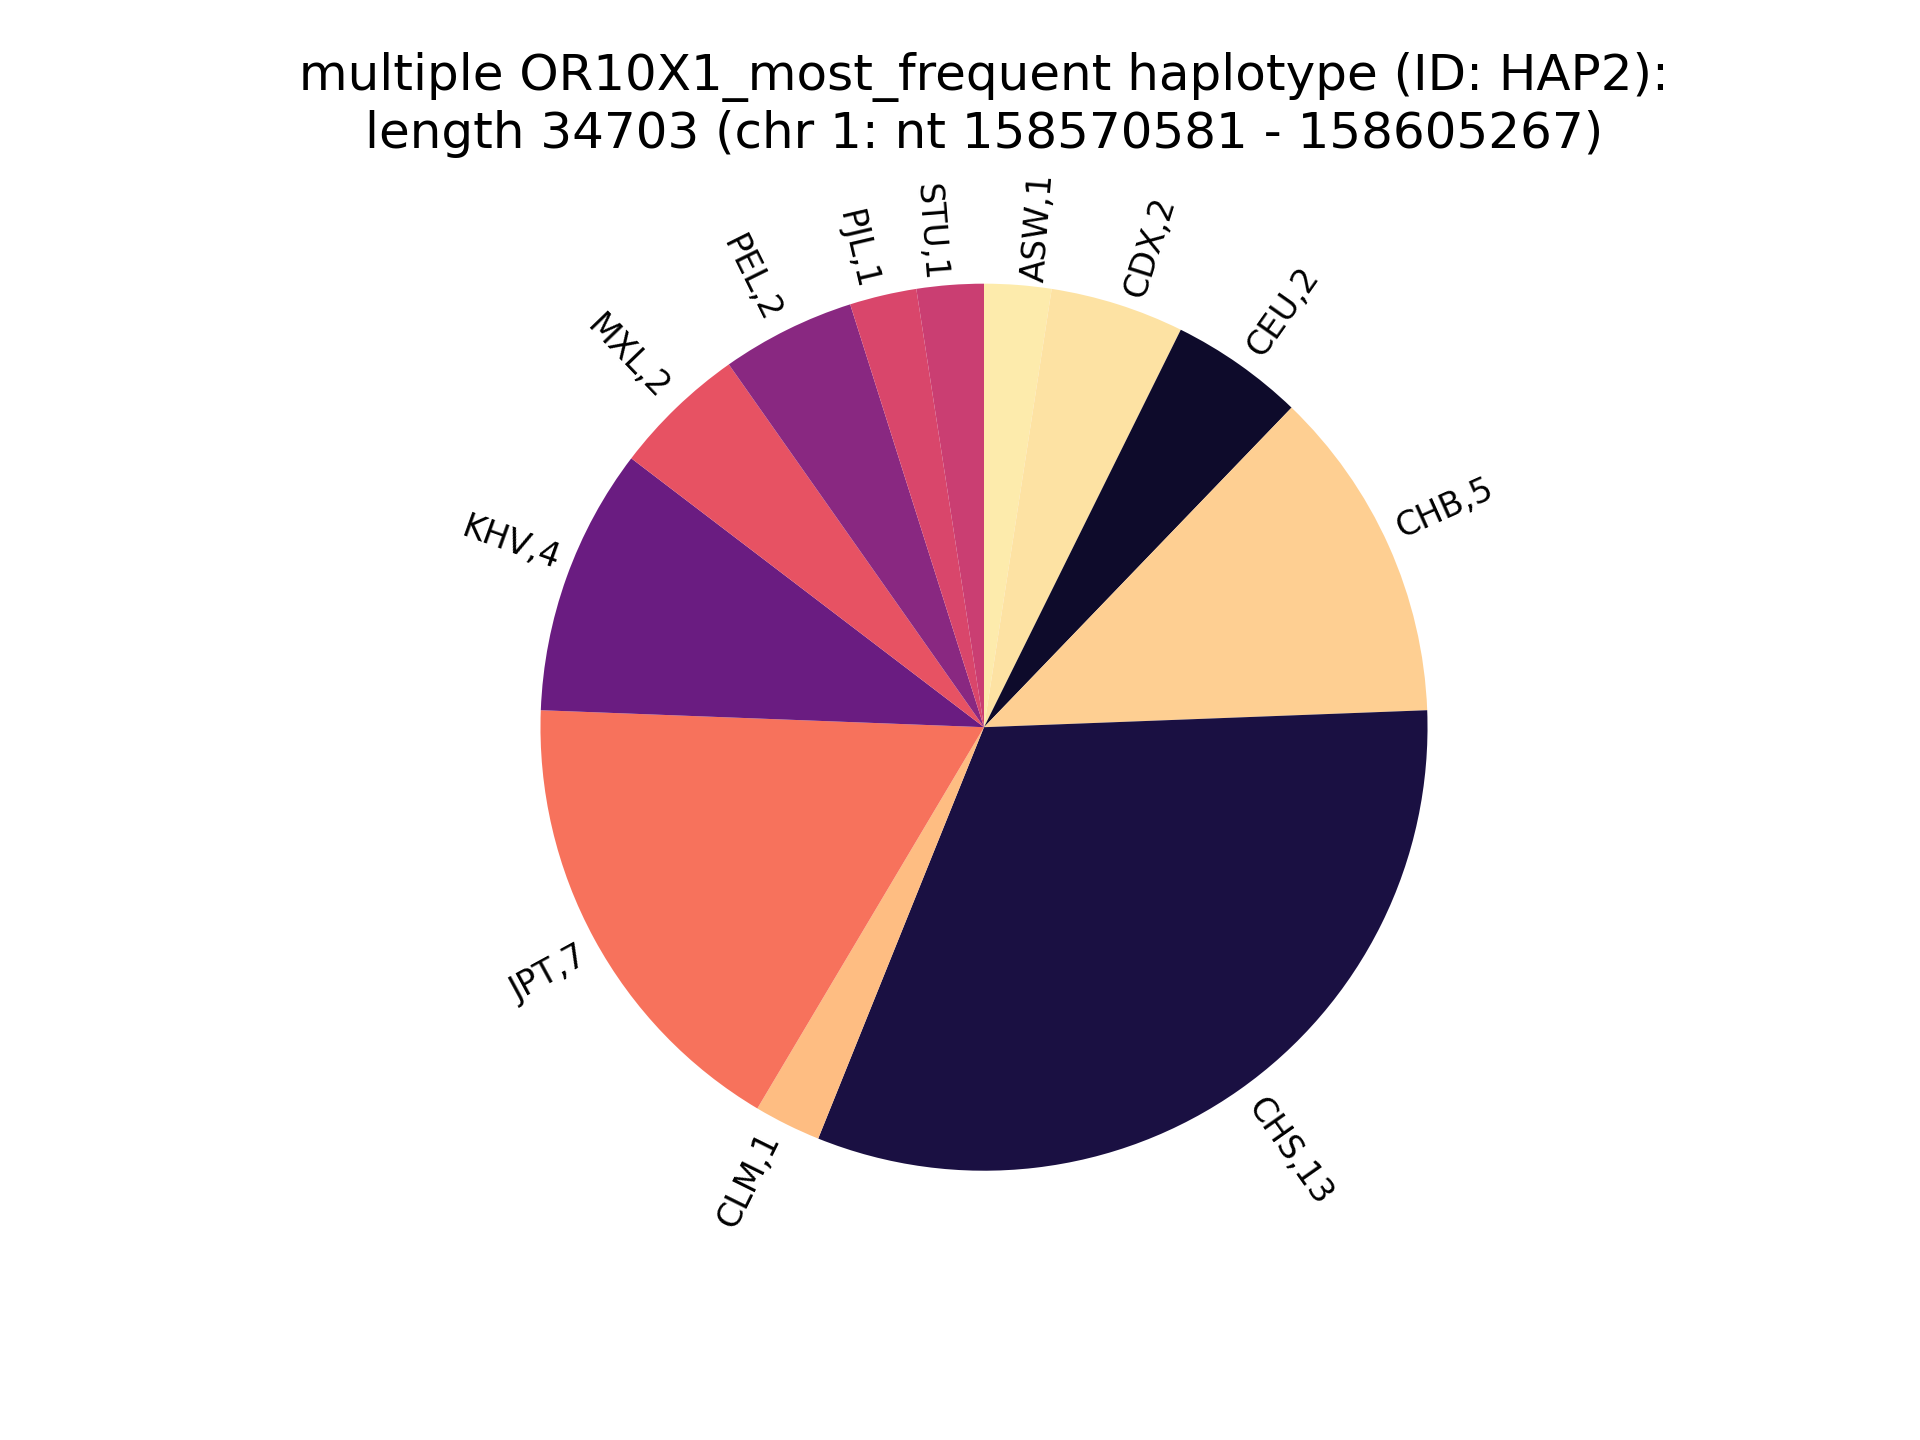 multiple OR10X1_most_frequent haplotype (ID: HAP2):
length 34703 (chr 1: nt 158570581 - 158605267)
ASW,1
CDX,2
CEU,2
CHB,5
CHS,13
CLM,1
JPT,7
KHV,4
MXL,2
PEL,2
PJL,1
STU,1